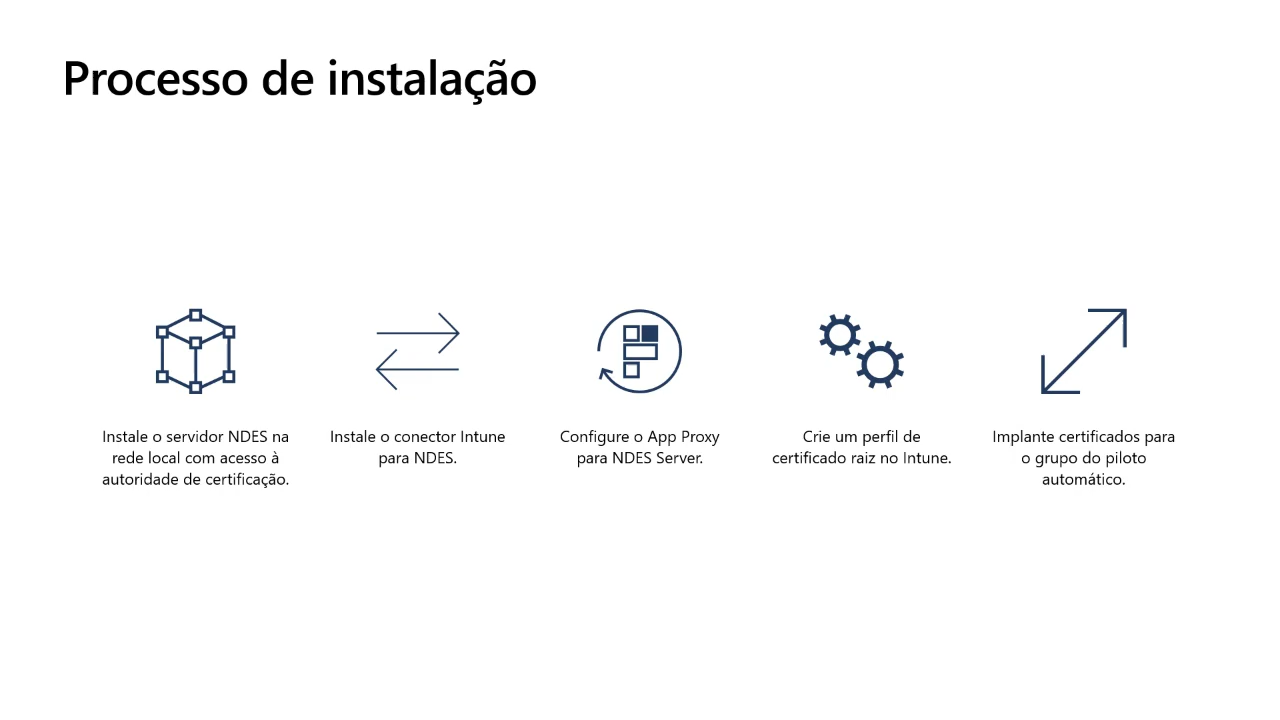 Processo de instalação
Instale o servidor NDES na
rede local com acesso à
autoridade de certificação.
Instale o conector Intune
para NDES.
Configure o App Proxy
para NDES Server.
Crie um perfil de
certificado raiz no Intune.
Implante certificados para
o grupo do piloto
automático.